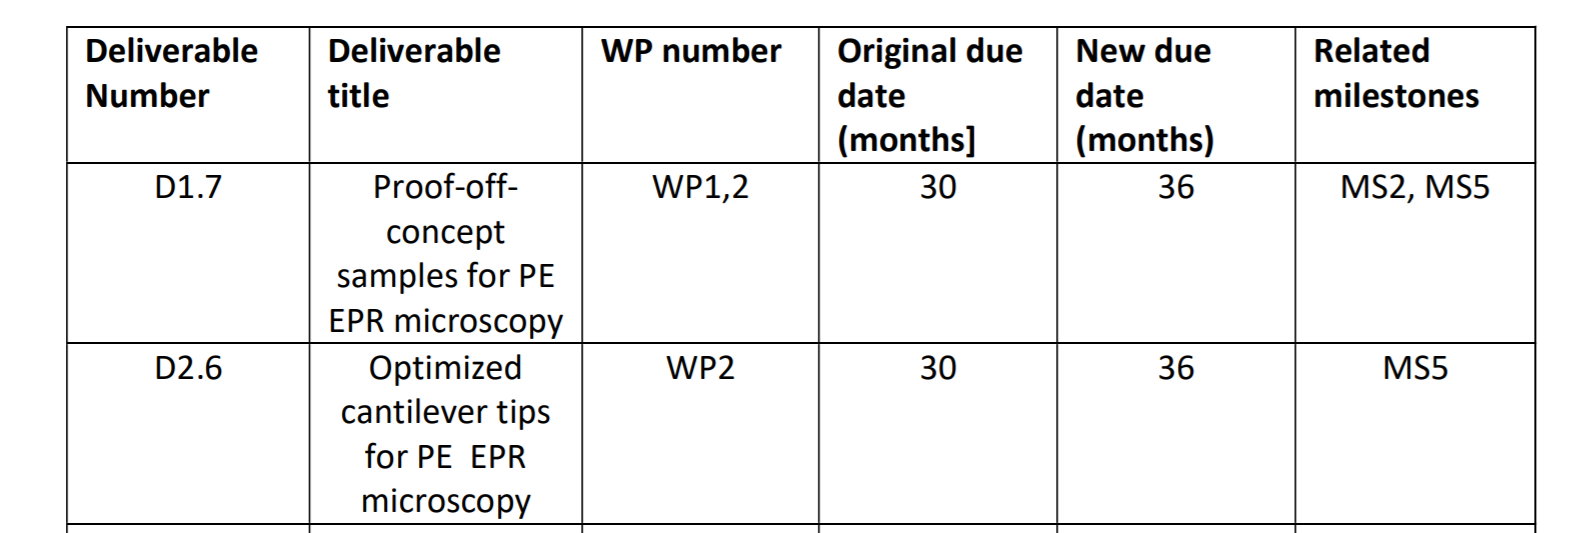 Deliverable Number | Deliverable title | WP number | Original due date (months] | New due date (months) | Related milestones
D1.7 | Proof-off-concept samples for PE EPR microscopy | WP1,2 | 30 | 36 | MS2, MS5
D2.6 | Optimized cantilever tips for PE  EPR microscopy | WP2 | 30 | 36 | MS5